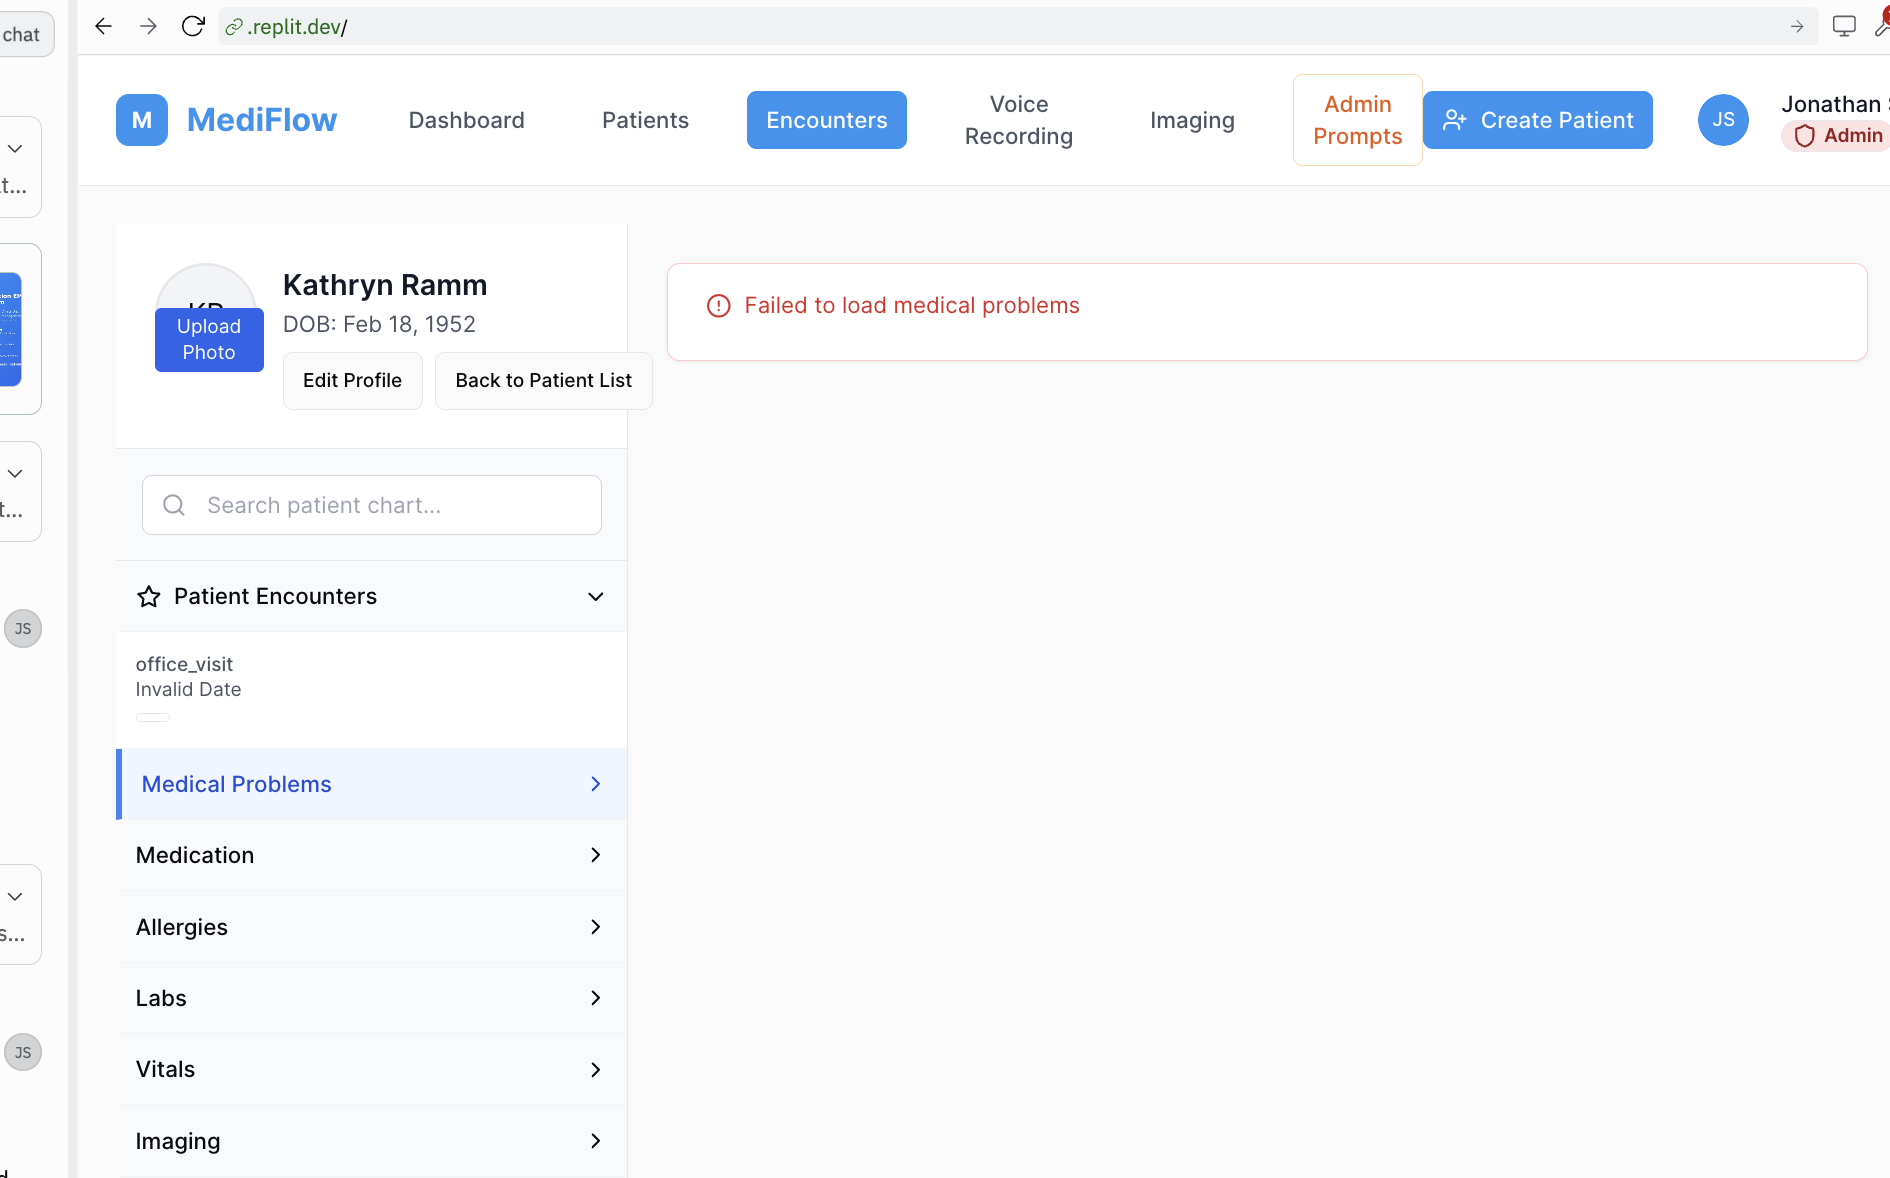 chat
.replit.dev/
M MediFlow
Dashboard
Patients
Encounters
Voice
Recording
Imaging
Admin
Prompts
Create Patient
JS
Jonathan
Admin
Kathryn Ramm
DOB: Feb 18, 1952
Upload
Photo
Edit Profile
Back to Patient List
Failed to load medical problems
Search patient chart...
Patient Encounters
office_visit
Invalid Date
Medical Problems
Medication
Allergies
Labs
Vitals
Imaging
t...
t...
JS
s...
JS